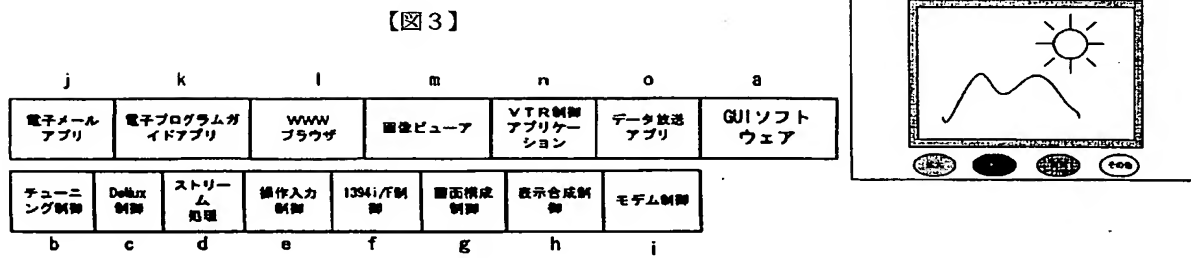 【図3】
j k l m n o a
電子メール
アプリ
電子プログラムガ
イドアプリ
WWW
ブラウザ
画像ビューア
VTR制御
アプリケー
ション
データ放送
アプリ
GUIソフト
ウェア
チューニ
ング制御
DeMux
制御
ストリー
ム
処理
操作入力
制御
1394i/F制
御
画面構成
制御
表示合成制
御
モデム制御
b c d e f g h i
その他